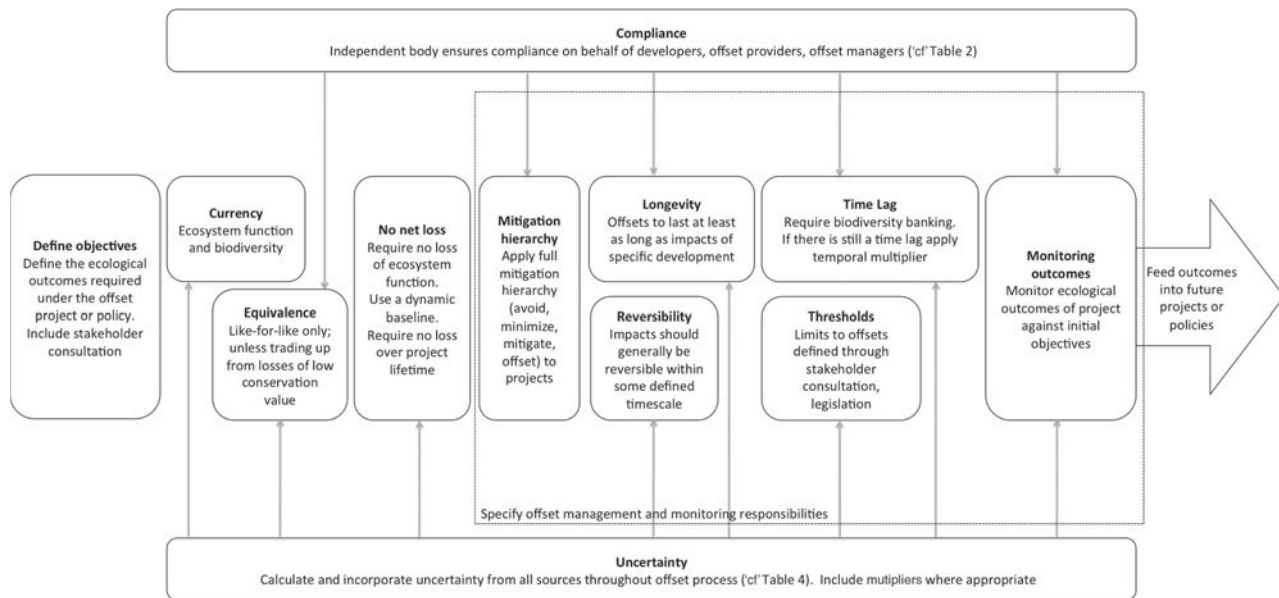 Compliance
Independent body ensures compliance on behalf of developers, offset providers, offset managers ('cf' Table 2)
Define objectives
Define the ecological
outcomes required
under the offset
project or policy.
Include stakeholder
consultation
Currency
Ecosystem function
and biodiversity
Equivalence
Like-for-like only;
unless trading up
from losses of low
conservation
value
No net loss
Require no loss
of ecosystem
function.
Use a dynamic
baseline.
Require no loss
over project
lifetime
Mitigation
hierarchy
Apply full
mitigation
hierarchy
(avoid,
minimize,
mitigate,
offset) to
projects
Longevity
Offsets to last at least
as long as impacts of
specific development
Reversibility
Impacts should
generally be
reversible within
some defined
timescale
Time Lag
Require biodiversity banking.
If there is still a time lag apply
temporal multiplier
Thresholds
Limits to offsets
defined through
stakeholder
consultation,
legislation
Monitoring
outcomes
Monitor ecological
outcomes of project
against initial
objectives
Feed outcomes
into future
projects or
policies
Specify offset management and monitoring responsibilities
Uncertainty
Calculate and incorporate uncertainty from all sources throughout offset process ('cf' Table 4). Include mutipliers where appropriate